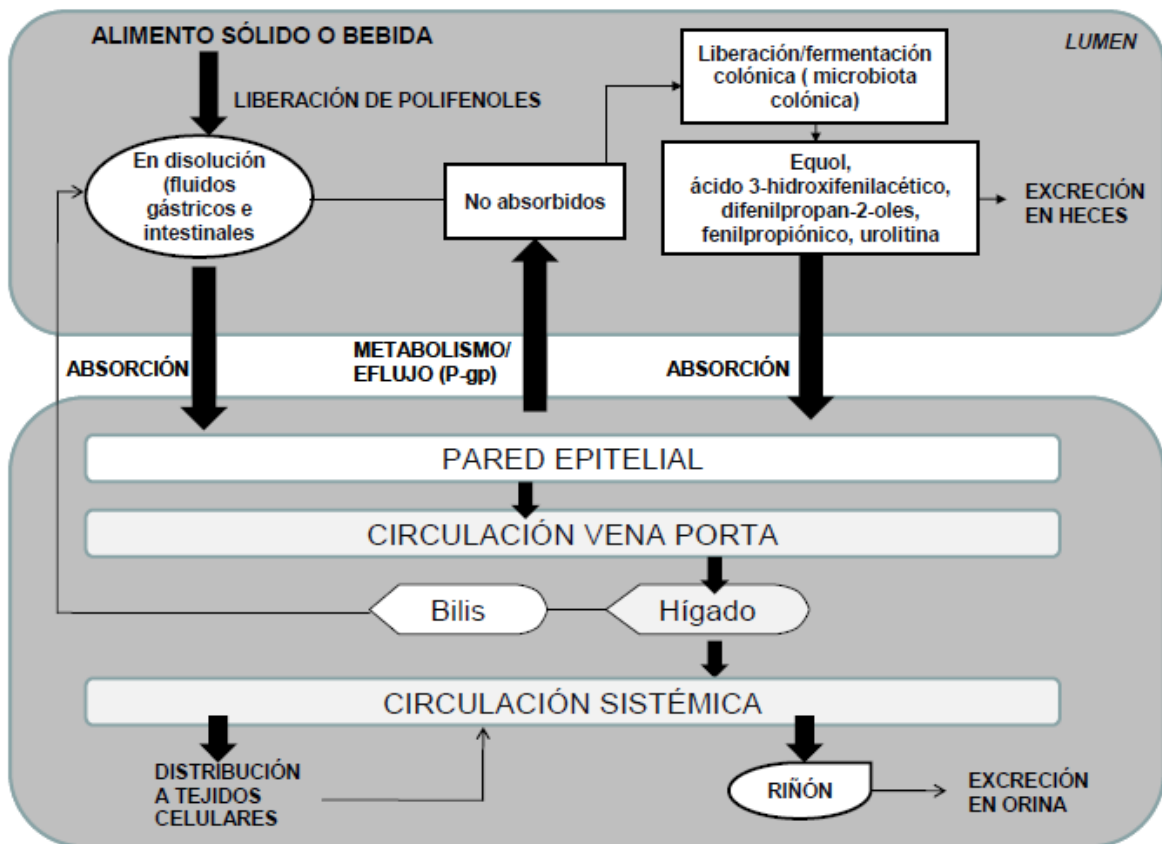 ALIMENTO SÓLIDO O BEBIDA
LIBERACIÓN DE POLIFENOLES
En disolución
(fluidos
gástricos e
intestinales
No absorbidos
Liberación/fermentación
colónica ( microbiota
colónica)
LUMEN
Equol,
ácido 3-hidroxifenilacético,
difenilpropan-2-oles,
fenilpropiónico, urolitina
EXCRECIÓN
EN HECES
ABSORCIÓN
METABOLISMO/
EFLUJO (P-gp)
ABSORCIÓN
PARED EPITELIAL
CIRCULACIÓN VENA PORTA
Bilis
Hígado
CIRCULACIÓN SISTÉMICA
DISTRIBUCIÓN
A TEJIDOS
CELULARES
RIÑÓN
EXCRECIÓN
EN ORINA